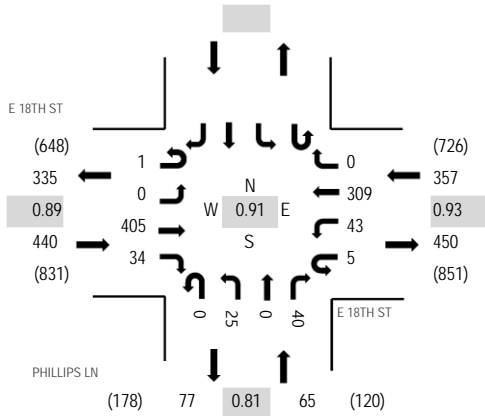 E 18TH ST
(648) (726)
335 1 0 357
0 N 309
0.89 W 0.91 E 0.93
405 S 43
440 34 5 450
(831) (851)
0 25 0 40
E 18TH ST
PHILLIPS LN
(178) 77 0.81 65 (120)